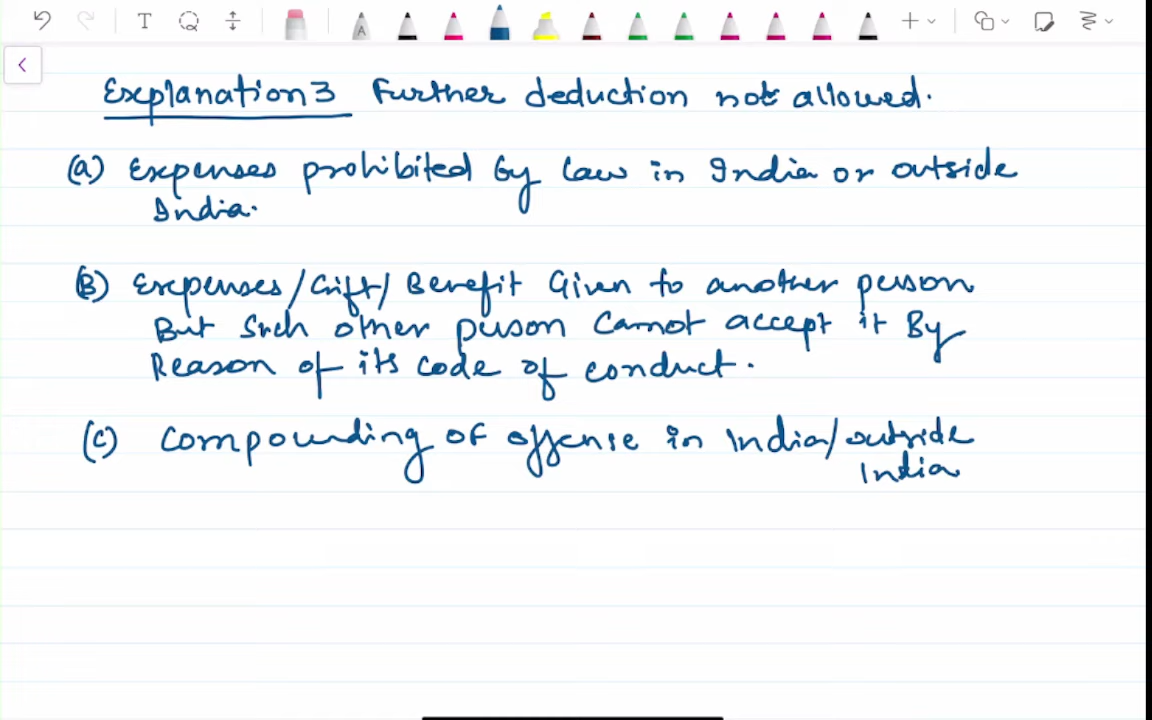 Explanation 3 Further deduction not allowed.
(a) Expenses prohibited by law in India or outside
India.
(B) Expenses/Gift/Benefit Given to another person
But Such other person cannot accept it By
Reason of its code of conduct.
(C) Compounding of offense in India/outside
India